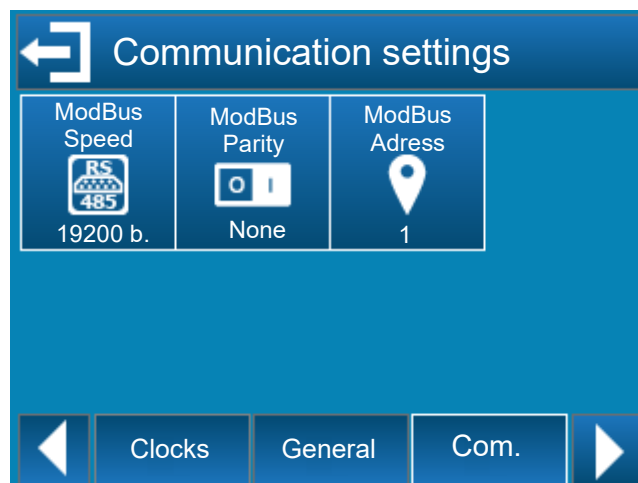 Communication settings
ModBus
Speed
RS
485
19200 b.
ModBus
Parity
O I
None
ModBus
Adress
1
Clocks
General
Com.